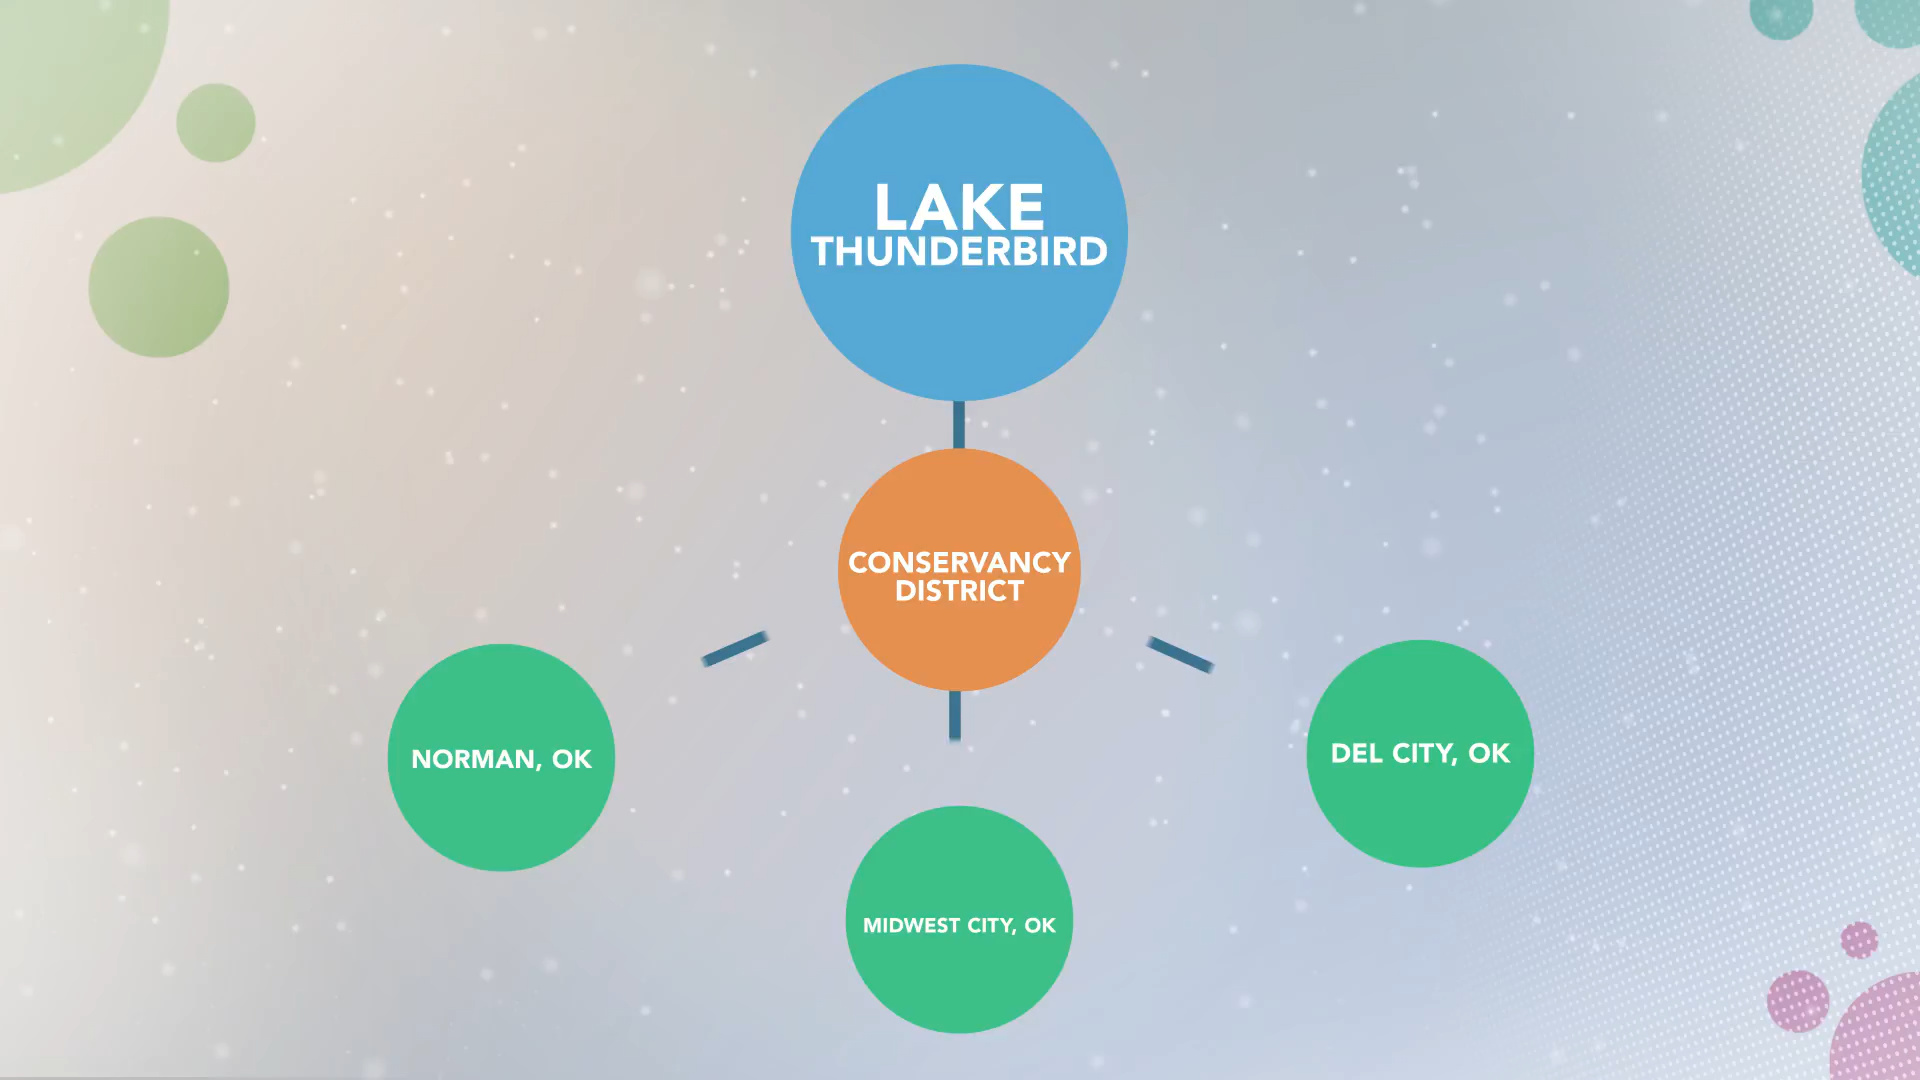 LAKE
THUNDERBIRD
CONSERVANCY
DISTRICT
NORMAN, OK
DEL CITY, OK
MIDWEST CITY, OK